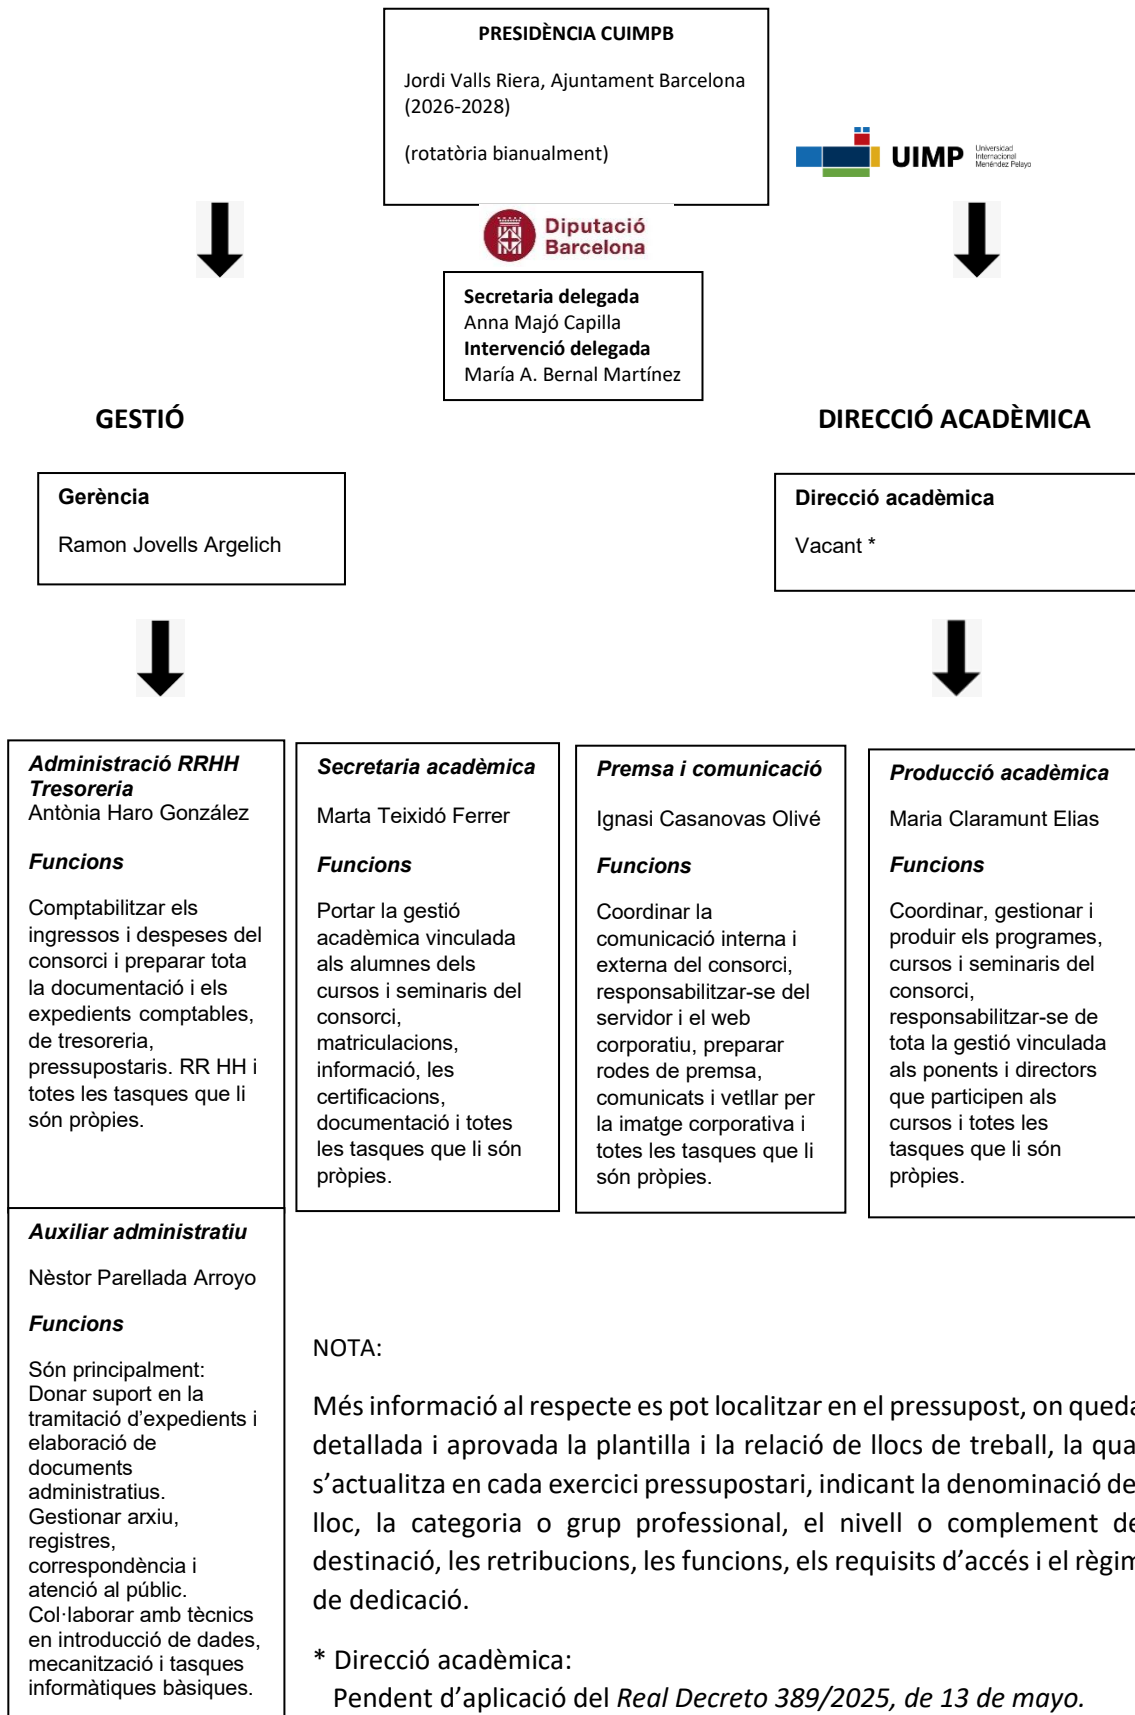 PRESIDÈNCIA CUIMPB
Jordi Valls Riera, Ajuntament Barcelona
(2026-2028)
(rotatòria bianualment)
UIMP
Universidad
Internacional
Menéndez Pelayo
Diputació
Barcelona
Secretaria delegada
Anna Majó Capilla
Intervenció delegada
María A. Bernal Martínez
GESTIÓ
DIRECCIÓ ACADÈMICA
Gerència
Ramon Jovells Argelich
Direcció acadèmica
Vacant *
Administració RRHH
Tresoreria
Antònia Haro González
Funcions
Comptabilitzar els
ingressos i despeses del
consorci i preparar tota
la documentació i els
expedients comptables,
de tresoreria,
pressupostaris. RR HH i
totes les tasques que li
són pròpies.
Secretaria acadèmica
Marta Teixidó Ferrer
Funcions
Portar la gestió
acadèmica vinculada
als alumnes dels
cursos i seminaris del
consorci,
matriculacions,
informació, les
certificacions,
documentació i totes
les tasques que li són
pròpies.
Premsa i comunicació
Ignasi Casanovas Olivé
Funcions
Coordinar la
comunicació interna i
externa del consorci,
responsabilitzar-se del
servidor i el web
corporatiu, preparar
rodes de premsa,
comunicats i vetllar per
la imatge corporativa i
totes les tasques que li
són pròpies.
Producció acadèmica
Maria Claramunt Elias
Funcions
Coordinar, gestionar i
produir els programes,
cursos i seminaris del
consorci,
responsabilitzar-se de
tota la gestió vinculada
als ponents i directors
que participen als
cursos i totes les
tasques que li són
pròpies.
Auxiliar administratiu
Nèstor Parellada Arroyo
Funcions
Són principalment:
Donar suport en la
tramitació d'expedients i
elaboració de
documents
administratius.
Gestionar arxiu,
registres,
correspondència i
atenció al públic.
Col·laborar amb tècnics
en introducció de dades,
mecanització i tasques
informàtiques bàsiques.
NOTA:
Més informació al respecte es pot localitzar en el pressupost, on queda
detallada i aprovada la plantilla i la relació de llocs de treball, la qua
s'actualitza en cada exercici pressupostari, indicant la denominació de
lloc, la categoria o grup professional, el nivell o complement de
destinació, les retribucions, les funcions, els requisits d'accés i el règim
de dedicació.
* Direcció acadèmica:
Pendent d'aplicació del Real Decreto 389/2025, de 13 de mayo.